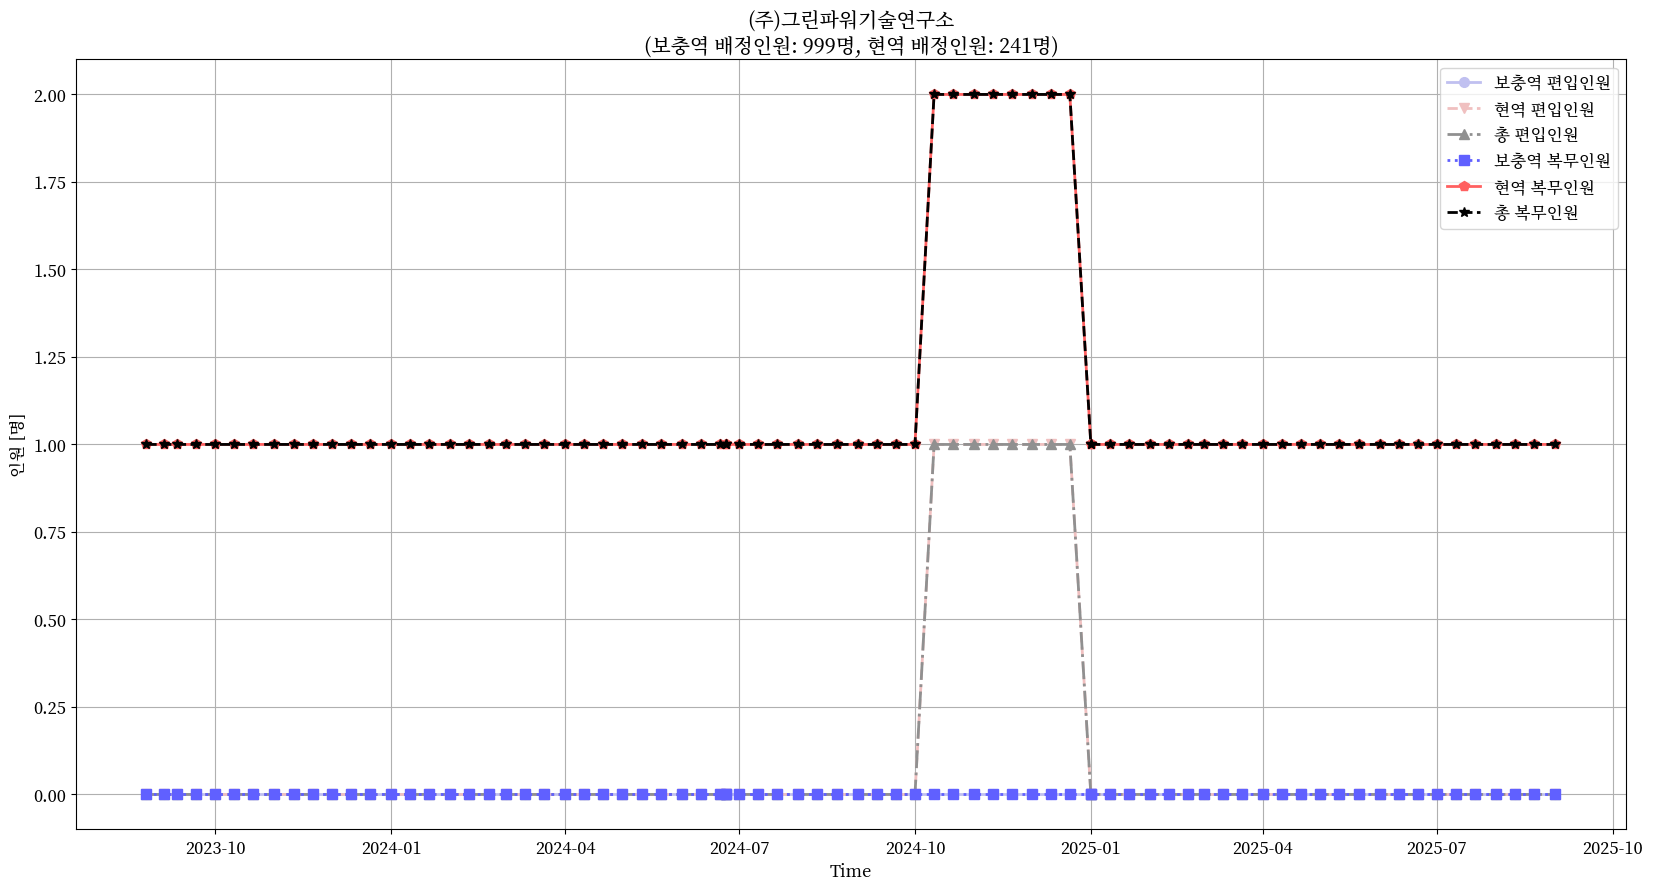 (주)그린파워기술연구소
(보충역 배정인원: 999명, 현역 배정인원: 241명)
보충역 편입인원
현역 편입인원
총 편입인원
보충역 복무인원
현역 복무인원
총 복무인원
인원 [명]
2.00
1.75
1.50
1.25
1.00
0.75
0.50
0.25
0.00
2023-10
2024-01
2024-04
2024-07
2024-10
2025-01
2025-04
2025-07
2025-10
Time